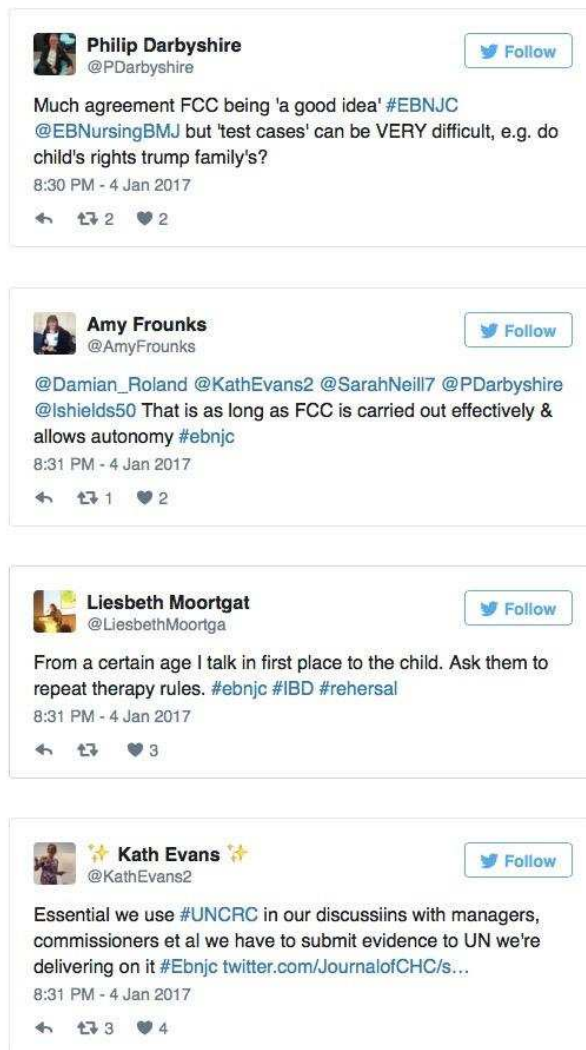 Philip Darbyshire
Follow
@PDarbyshire
Much agreement FCC being 'a good idea' #EBNJC
@EBNursingBMJ but 'test cases' can be VERY difficult, e.g. do
child's rights trump family's?
8:30 PM - 4 Jan 2017
2 2
Amy Frounks
Follow
@AmyFrounks
@Damian_Roland @KathEvans2 @SarahNeill7 @PDarbyshire
@lshields50 That is as long as FCC is carried out effectively &
allows autonomy #ebnjc
8:31 PM - 4 Jan 2017
1 2
Liesbeth Moortgat
Follow
@LiesbethMoortga
From a certain age I talk in first place to the child. Ask them to
repeat therapy rules. #ebnjc #IBD #rehersal
8:31 PM - 4 Jan 2017
3
✨ Kath Evans ✨
Follow
@KathEvans2
Essential we use #UNCRC in our discussiins with managers,
commissioners et al we have to submit evidence to UN we're
delivering on it #Ebnjc twitter.com/JournalofCHC/s...
8:31 PM - 4 Jan 2017
3 4